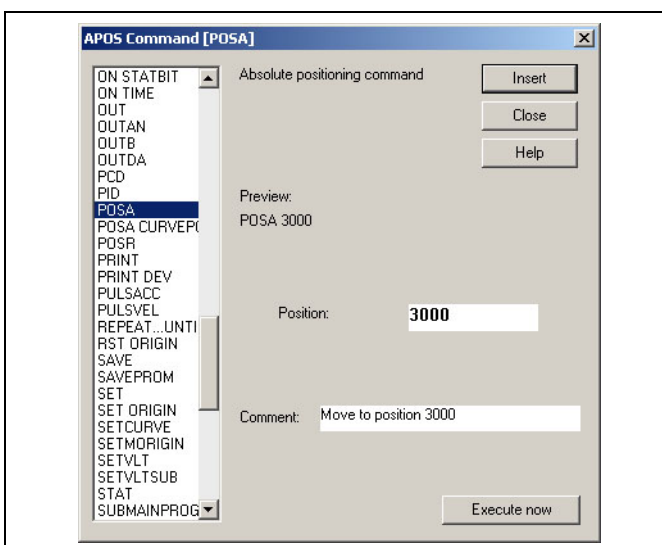 APOS Command [POSA]
ON STATBIT
ON TIME
OUT
OUTAN
OUTB
OUTDA
PCD
PID
POSA
POSA CURVEP
POSR
PRINT
PRINT DEV
PULSACC
PULSVEL
REPEAT...UNTI
RST ORIGIN
SAVE
SAVEPROM
SET
SET ORIGIN
SETCURVE
SETMORIGIN
SETVLT
SETVLTSUB
STAT
SUBMAINPROG
Absolute positioning command
Preview:
POSA 3000
Position: 3000
Comment: Move to position 3000
Insert
Close
Help
Execute now